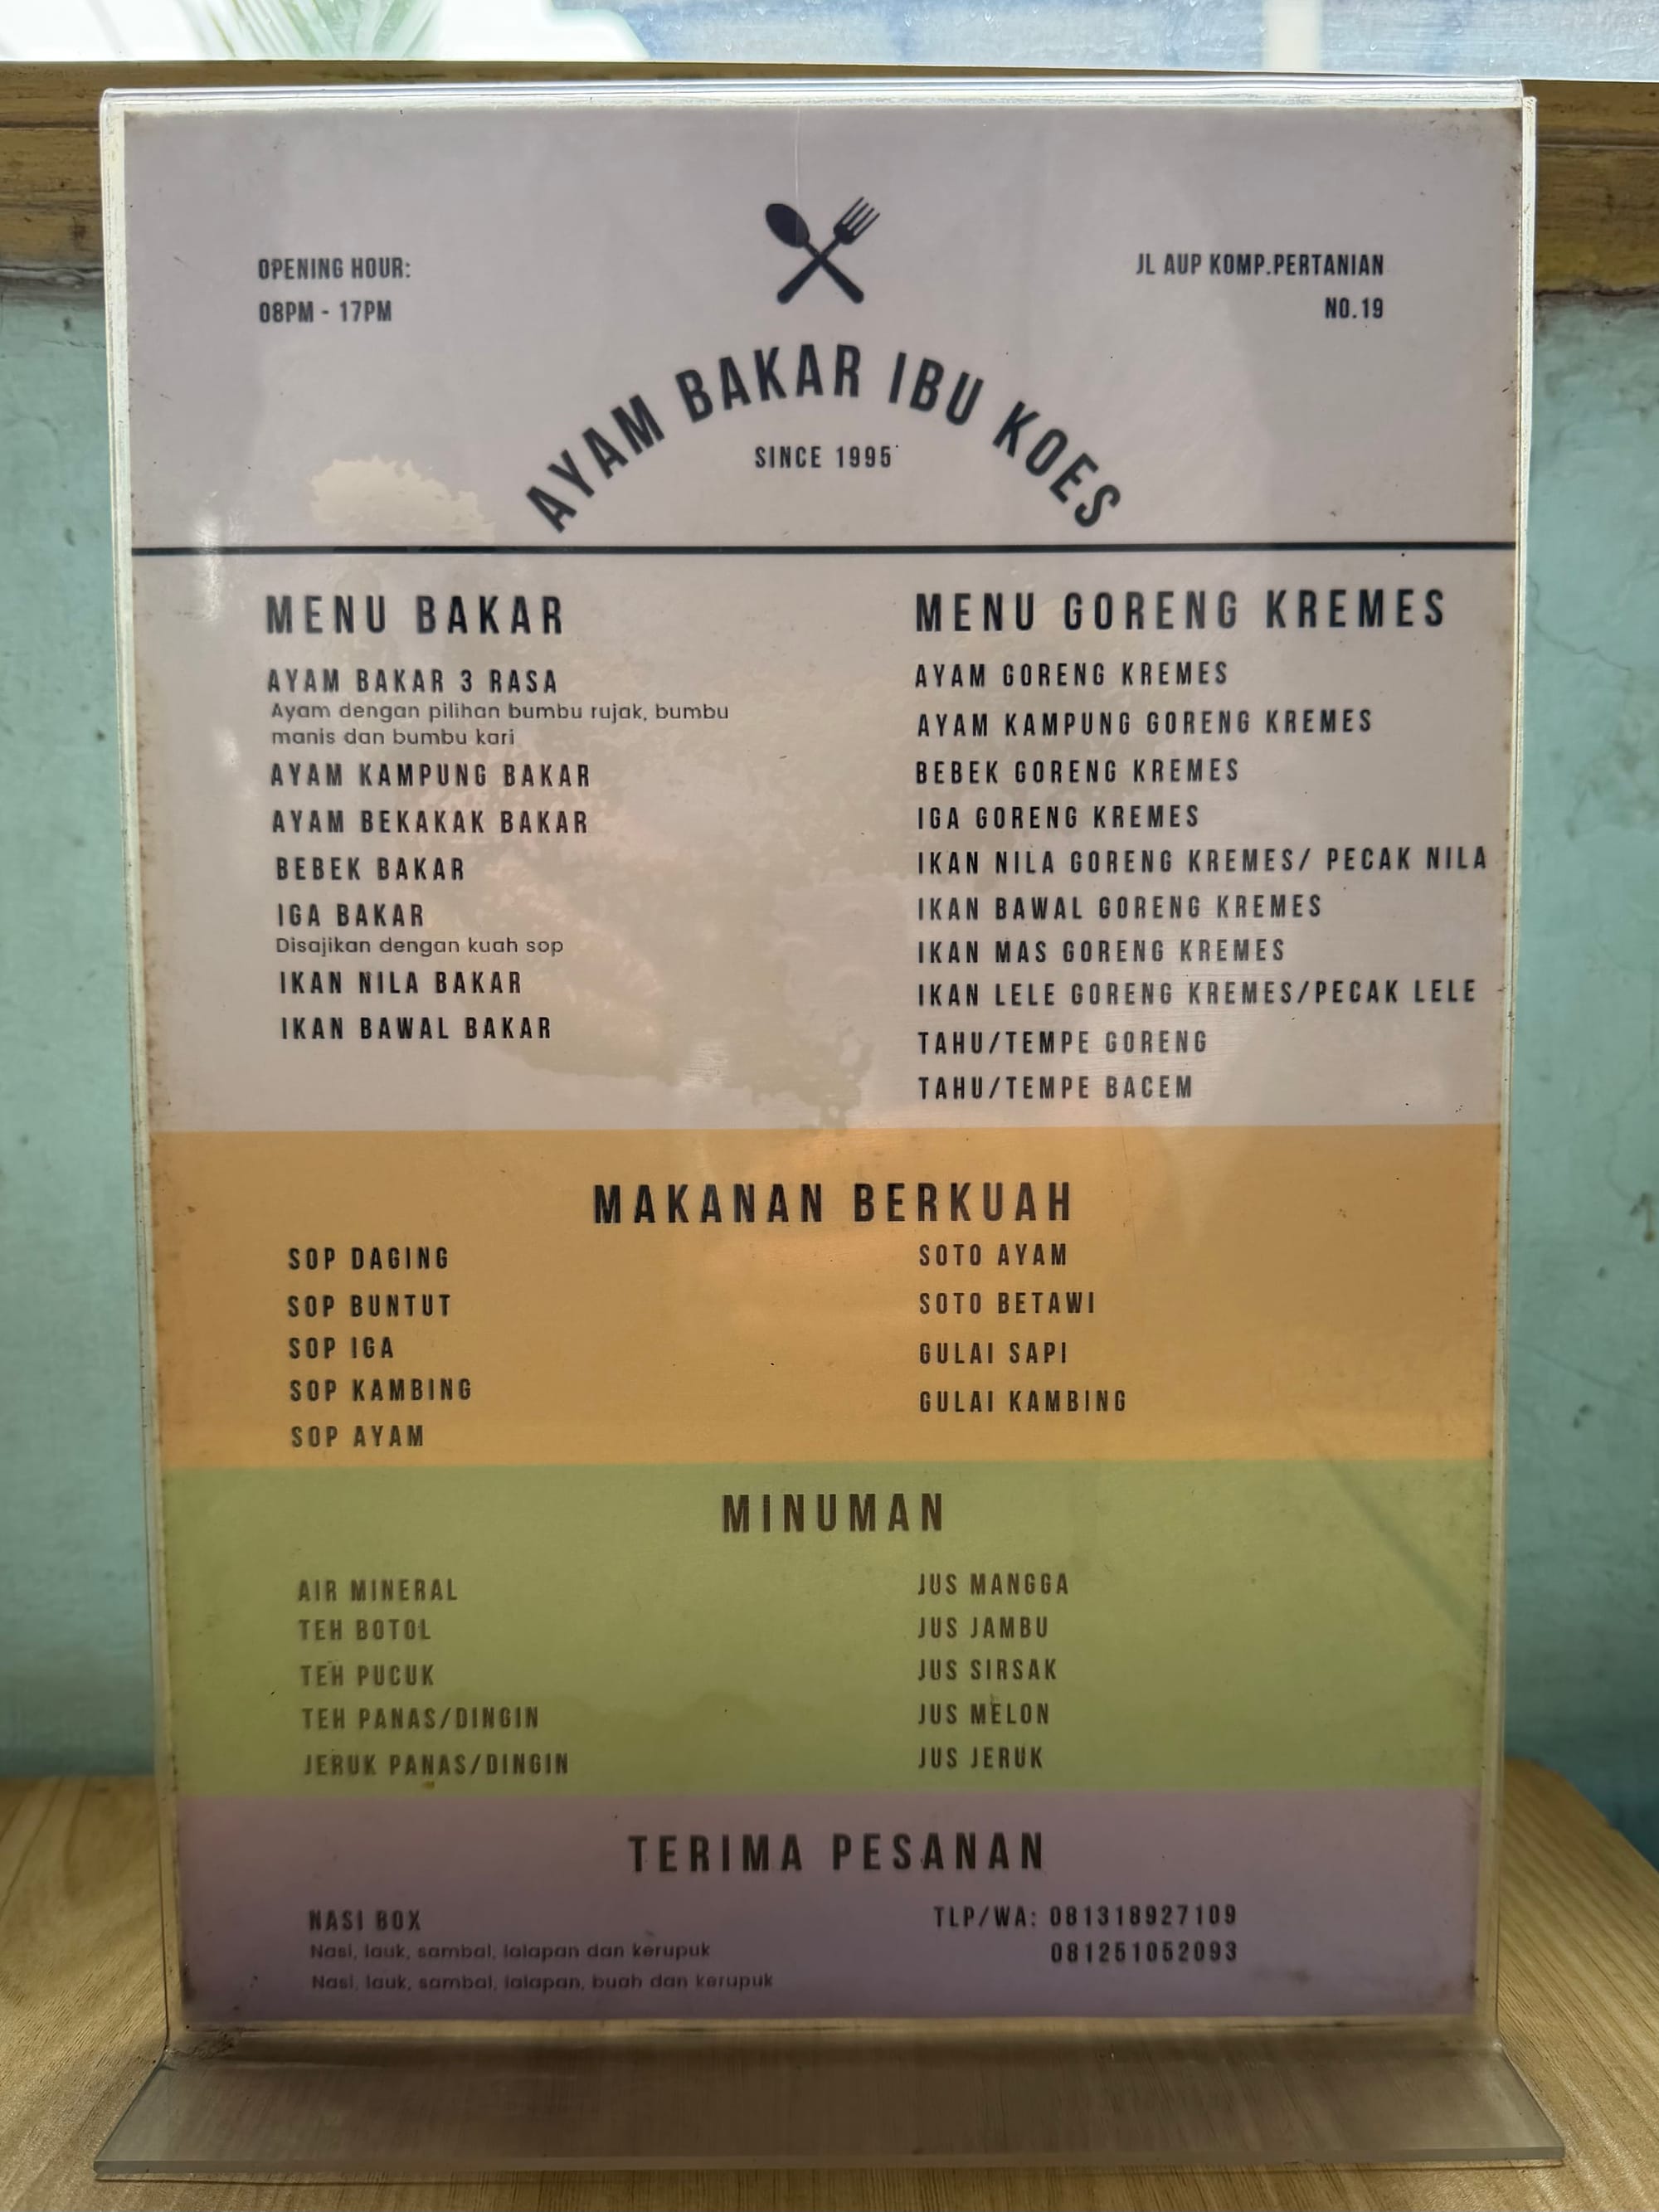 OPENING HOUR:
08PM - 17PM
JL AUP KOMP.PERTANIAN
NO.19
AYAM BAKAR IBU KOES
SINCE 1995
MENU BAKAR
AYAM BAKAR 3 RASA
Ayam dengan pilihan bumbu rujak, bumbu
manis dan bumbu kari
AYAM KAMPUNG BAKAR
AYAM BEKAKAK BAKAR
BEBEK BAKAR
IGA BAKAR
Disajikan dengan kuah sop
IKAN NILA BAKAR
IKAN BAWAL BAKAR
MENU GORENG KREMES
AYAM GORENG KREMES
AYAM KAMPUNG GORENG KREMES
BEBEK GORENG KREMES
IGA GORENG KREMES
IKAN NILA GORENG KREMES/ PECAK NILA
IKAN BAWAL GORENG KREMES
IKAN MAS GORENG KREMES
IKAN LELE GORENG KREMES/PECAK LELE
TAHU/TEMPE GORENG
TAHU/TEMPE BACEM
MAKANAN BERKUAH
SOP DAGING
SOP BUNTUT
SOP IGA
SOP KAMBING
SOP AYAM
SOTO AYAM
SOTO BETAWI
GULAI SAPI
GULAI KAMBING
MINUMAN
AIR MINERAL
TEH BOTOL
TEH PUCUK
TEH PANAS/DINGIN
JERUK PANAS/DINGIN
JUS MANGGA
JUS JAMBU
JUS SIRSAK
JUS MELON
JUS JERUK
TERIMA PESANAN
NASI BOX
Nasi, lauk, sambal, lalapan dan kerupuk
Nasi, lauk, sambal, lalapan, buah dan kerupuk
TLP/WA: 081318927109
081251052093